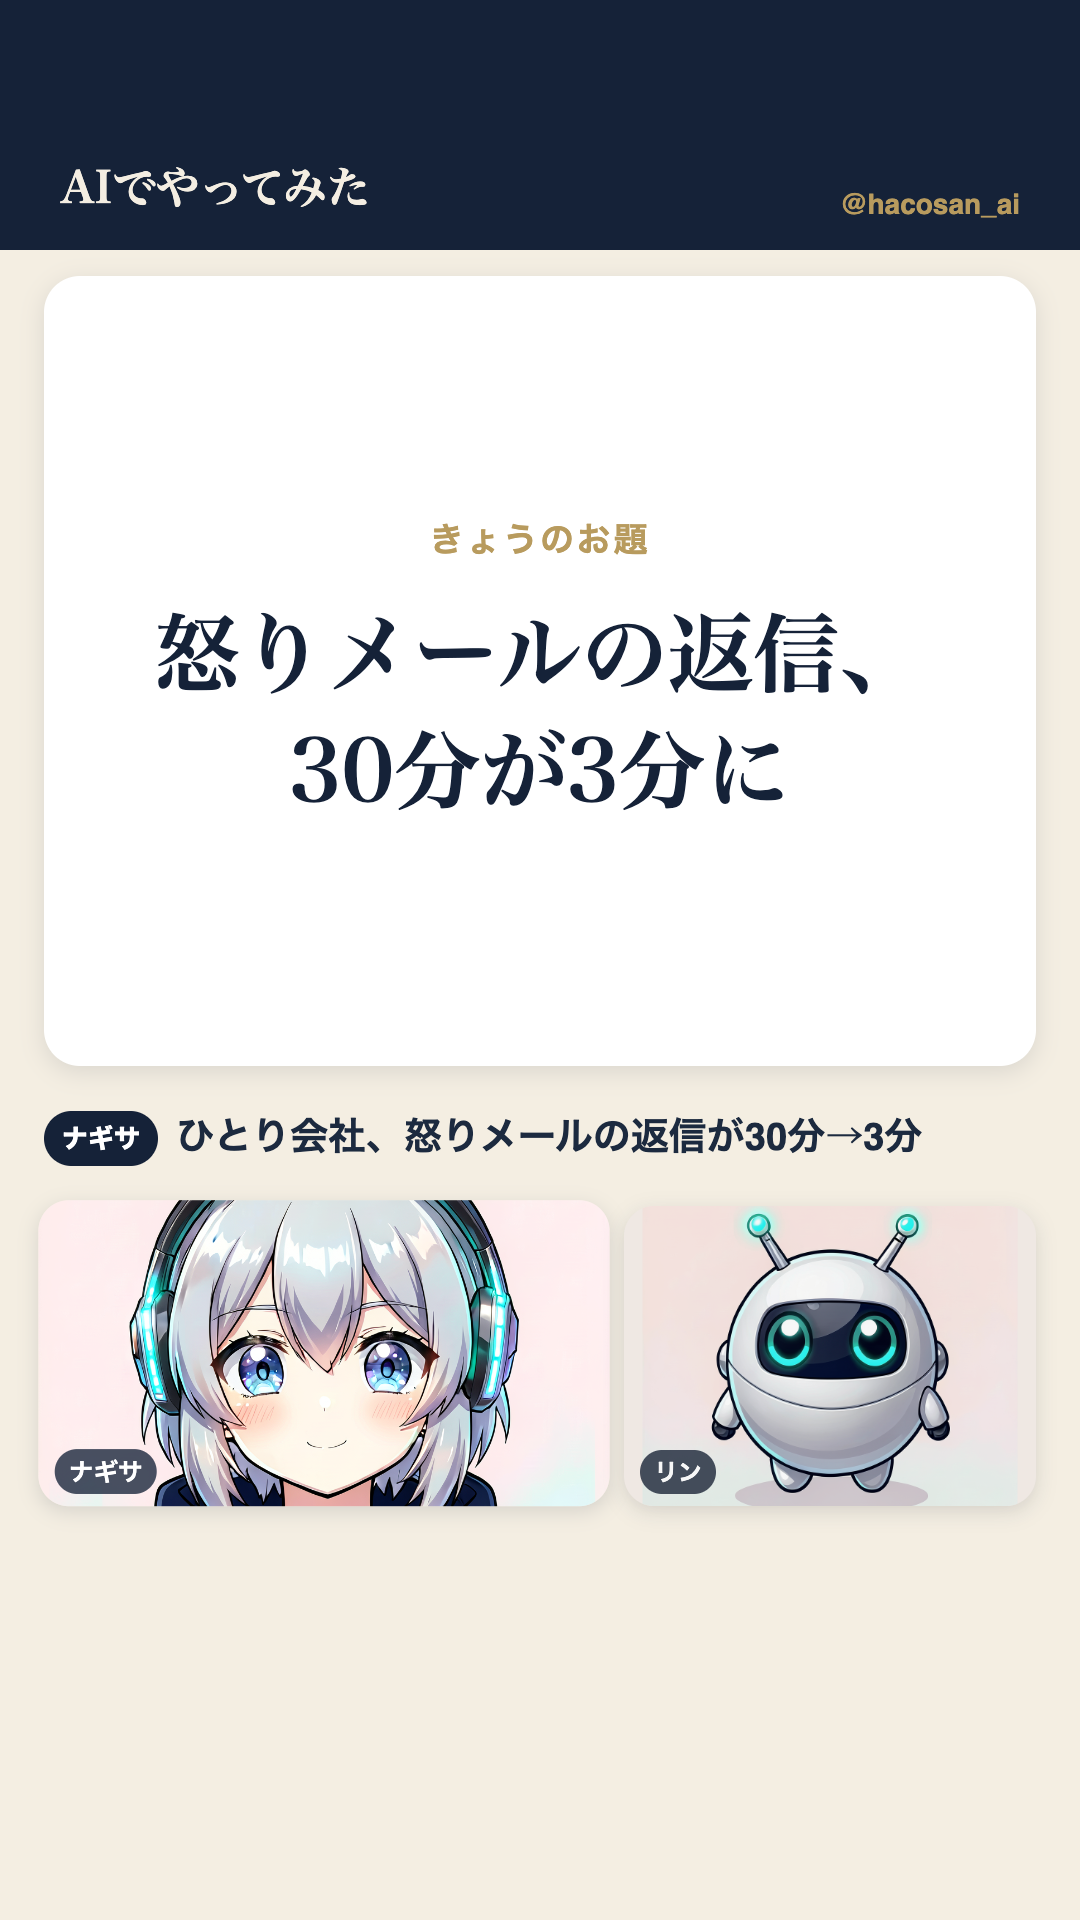 AIでやってみた
@hacosan_ai
きょうのお題
怒りメールの返信、
30分が3分に
ナギサ ひとり会社、怒りメールの返信が30分→3分
ナギサ
リン